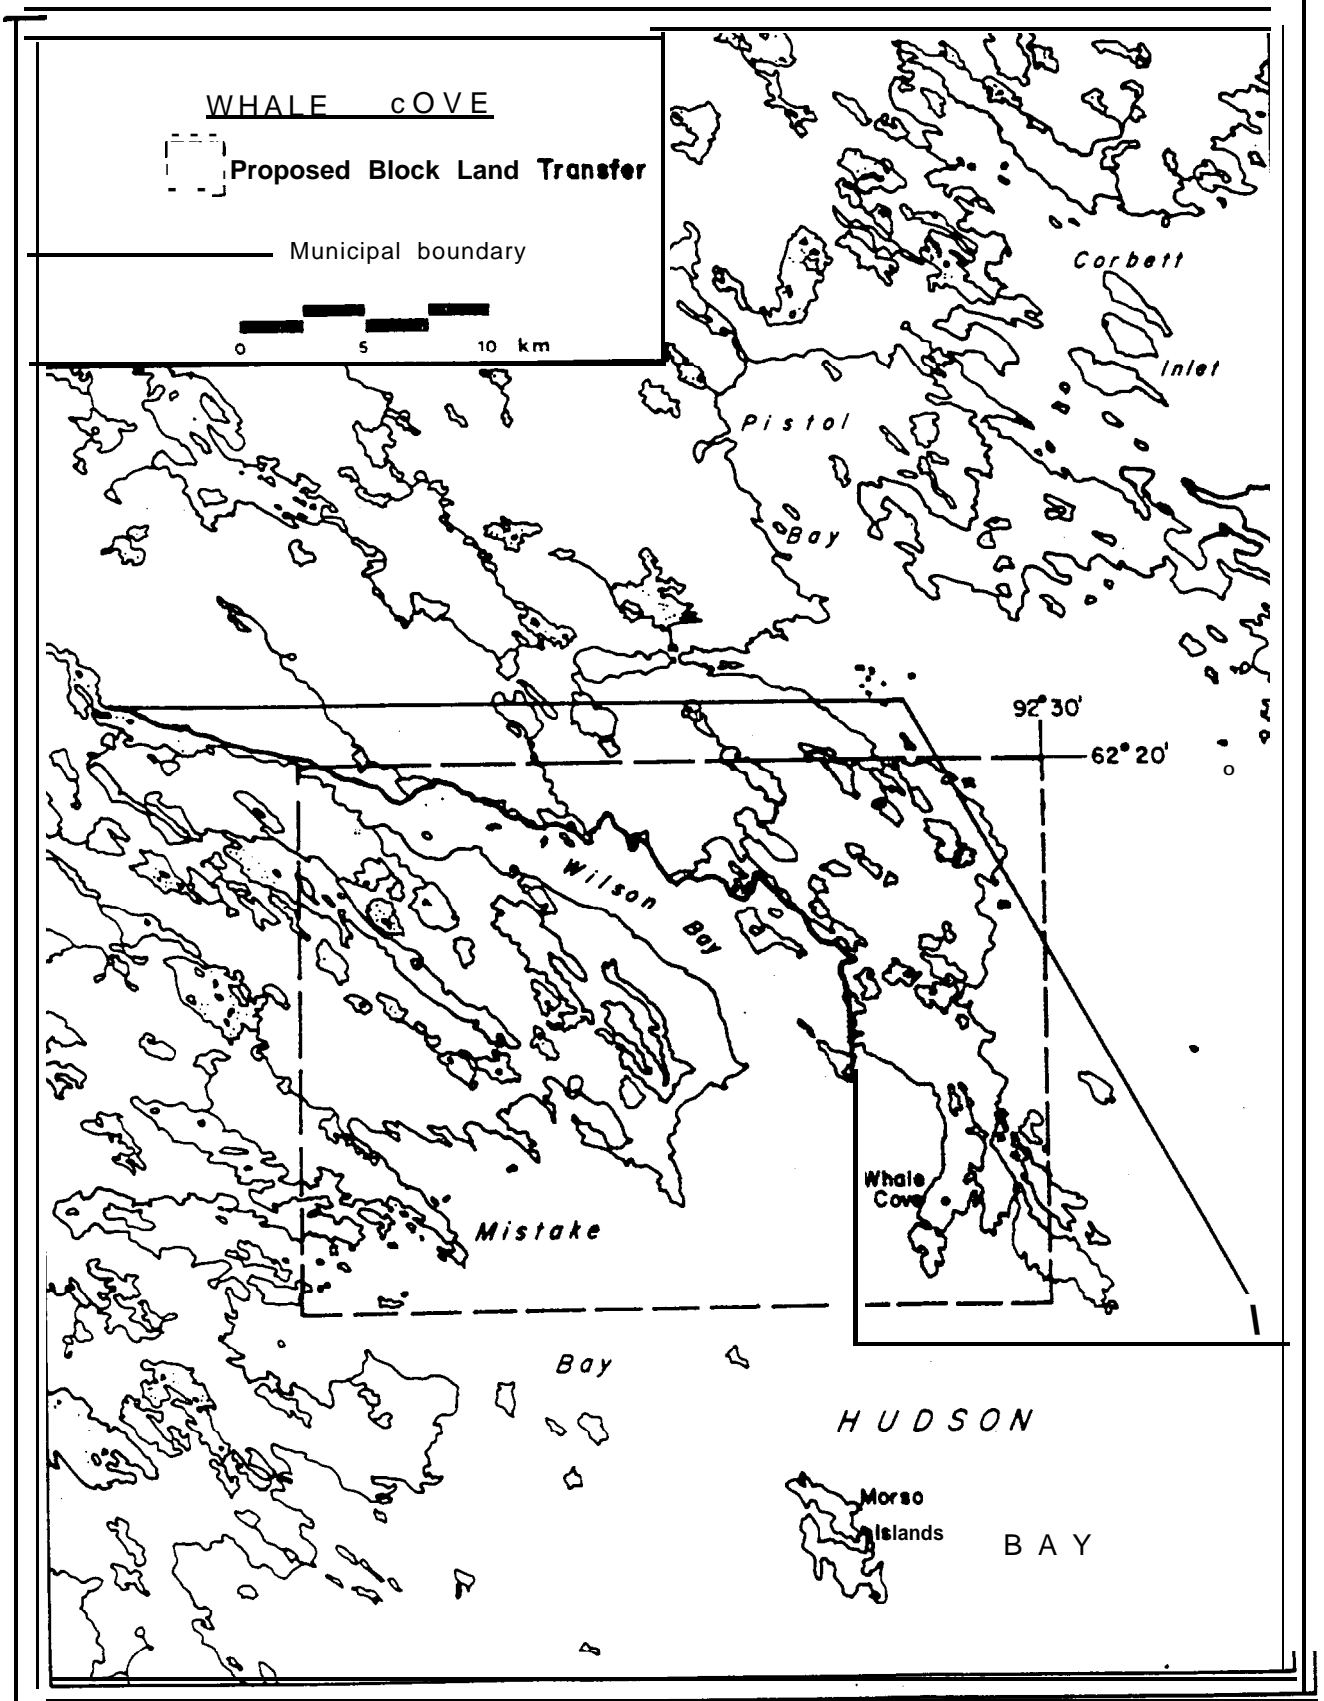 WHALE cOVE
Proposed Block Land Transfer
Municipal boundary
0 5 10 km
Corbett
Inlet
Pistol
Bay
92° 30'
62° 20'
Wilson
Bay
Whale
Cove
Mistake
Bay
HUDSON
BAY
Morso
Islands